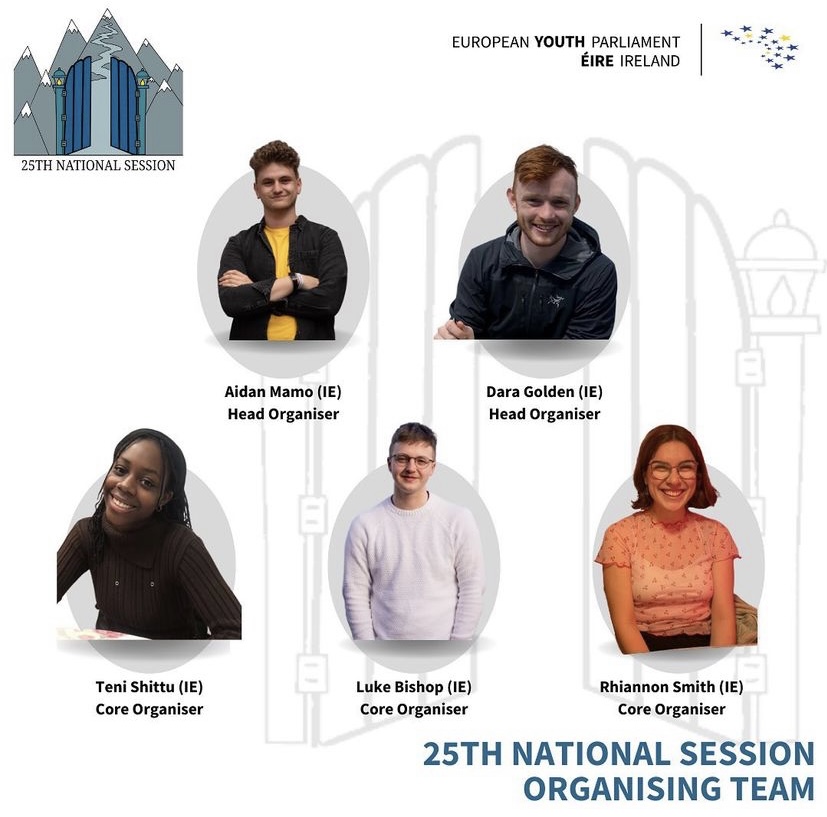 EUROPEAN YOUTH PARLIAMENT
ÉIRE IRELAND
25TH NATIONAL SESSION
Aidan Mamo (IE)
Head Organiser
Dara Golden (IE)
Head Organiser
Teni Shittu (IE)
Core Organiser
Luke Bishop (IE)
Core Organiser
Rhiannon Smith (IE)
Core Organiser
25TH NATIONAL SESSION
ORGANISING TEAM